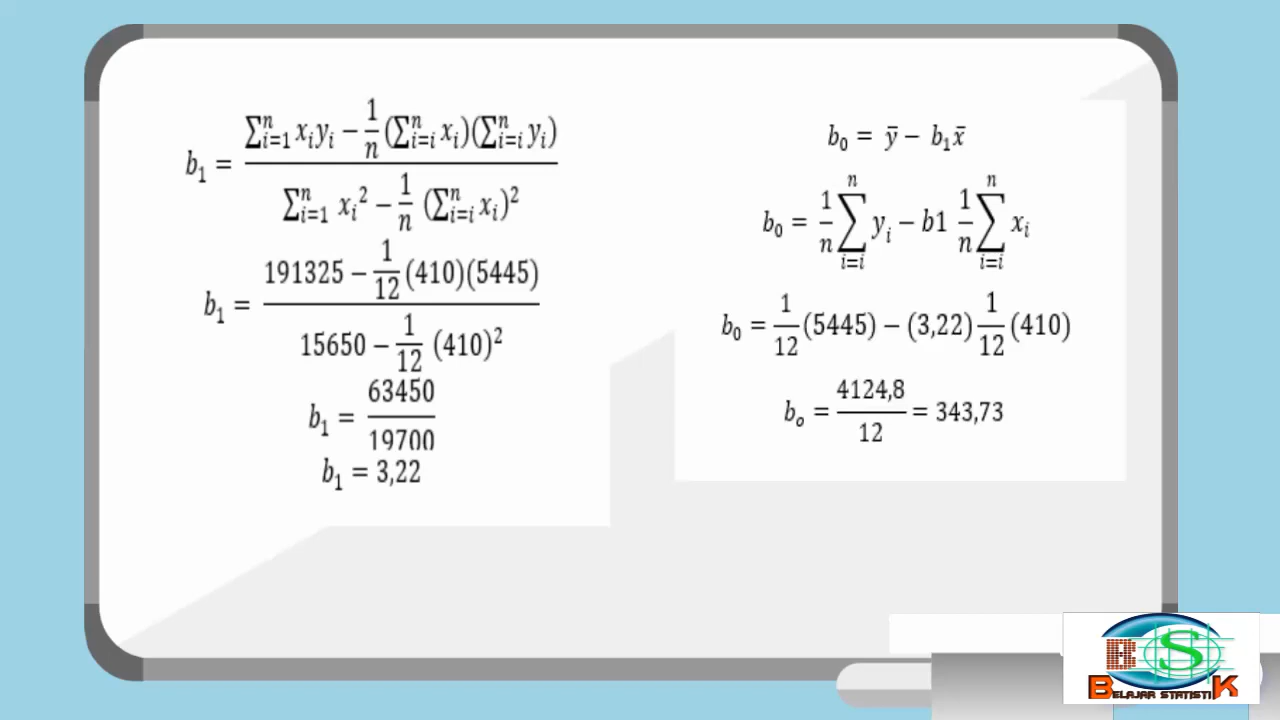 b₁ = (∑ⁿᵢ₌₁ xᵢyᵢ − 1/n (∑ⁿᵢ₌ᵢ xᵢ)(∑ⁿᵢ₌ᵢ yᵢ)) / (∑ⁿᵢ₌₁ xᵢ² − 1/n (∑ⁿᵢ₌ᵢ xᵢ)²)
b₁ = (191325 − 1/12 (410)(5445)) / (15650 − 1/12 (410)²)
b₁ = 63450/19700
b₁ = 3,22
b₀ = ȳ − b₁x̄
b₀ = 1/n ∑ⁿᵢ₌ᵢ yᵢ − b1 1/n ∑ⁿᵢ₌ᵢ xᵢ
b₀ = 1/12 (5445) − (3,22) 1/12 (410)
bₒ = 4124,8/12 = 343,73
B S
BELAJAR STATISTIK